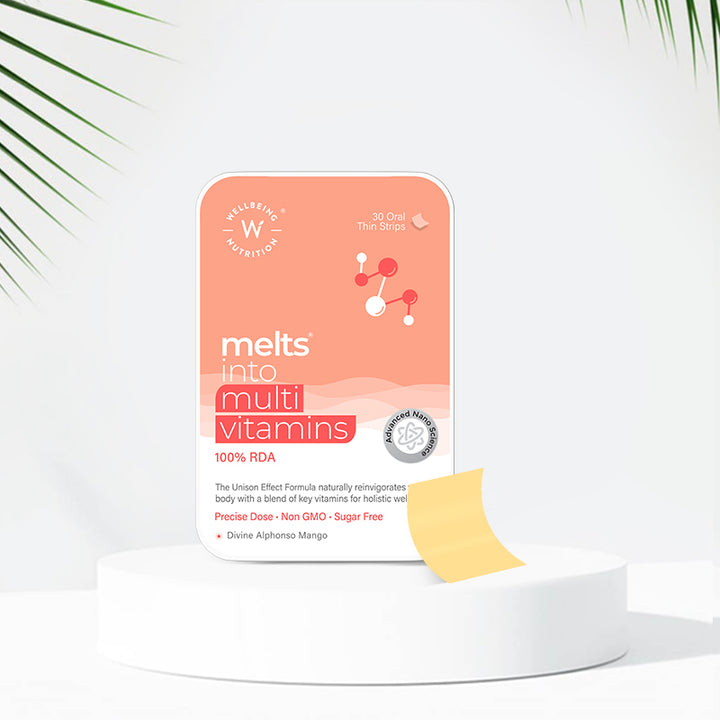 WELLBEING
W
NUTRITION
®
30 Oral
Thin Strips
melts®
into
multi
vitamins
Advanced Nano Science
100% RDA
The Unison Effect Formula naturally reinvigorates
body with a blend of key vitamins for holistic
Precise Dose • Non GMO • Sugar Free
Divine Alphonso Mango